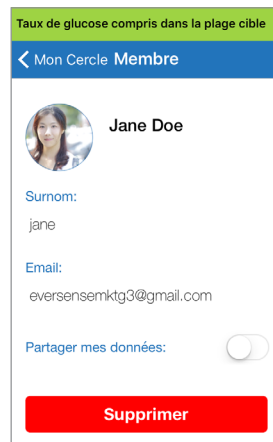 Taux de glucose compris dans la plage cible
Mon Cercle Membre
Jane Doe
Surnom:
jane
Email:
eversensemktg3@gmail.com
Partager mes données:
Supprimer